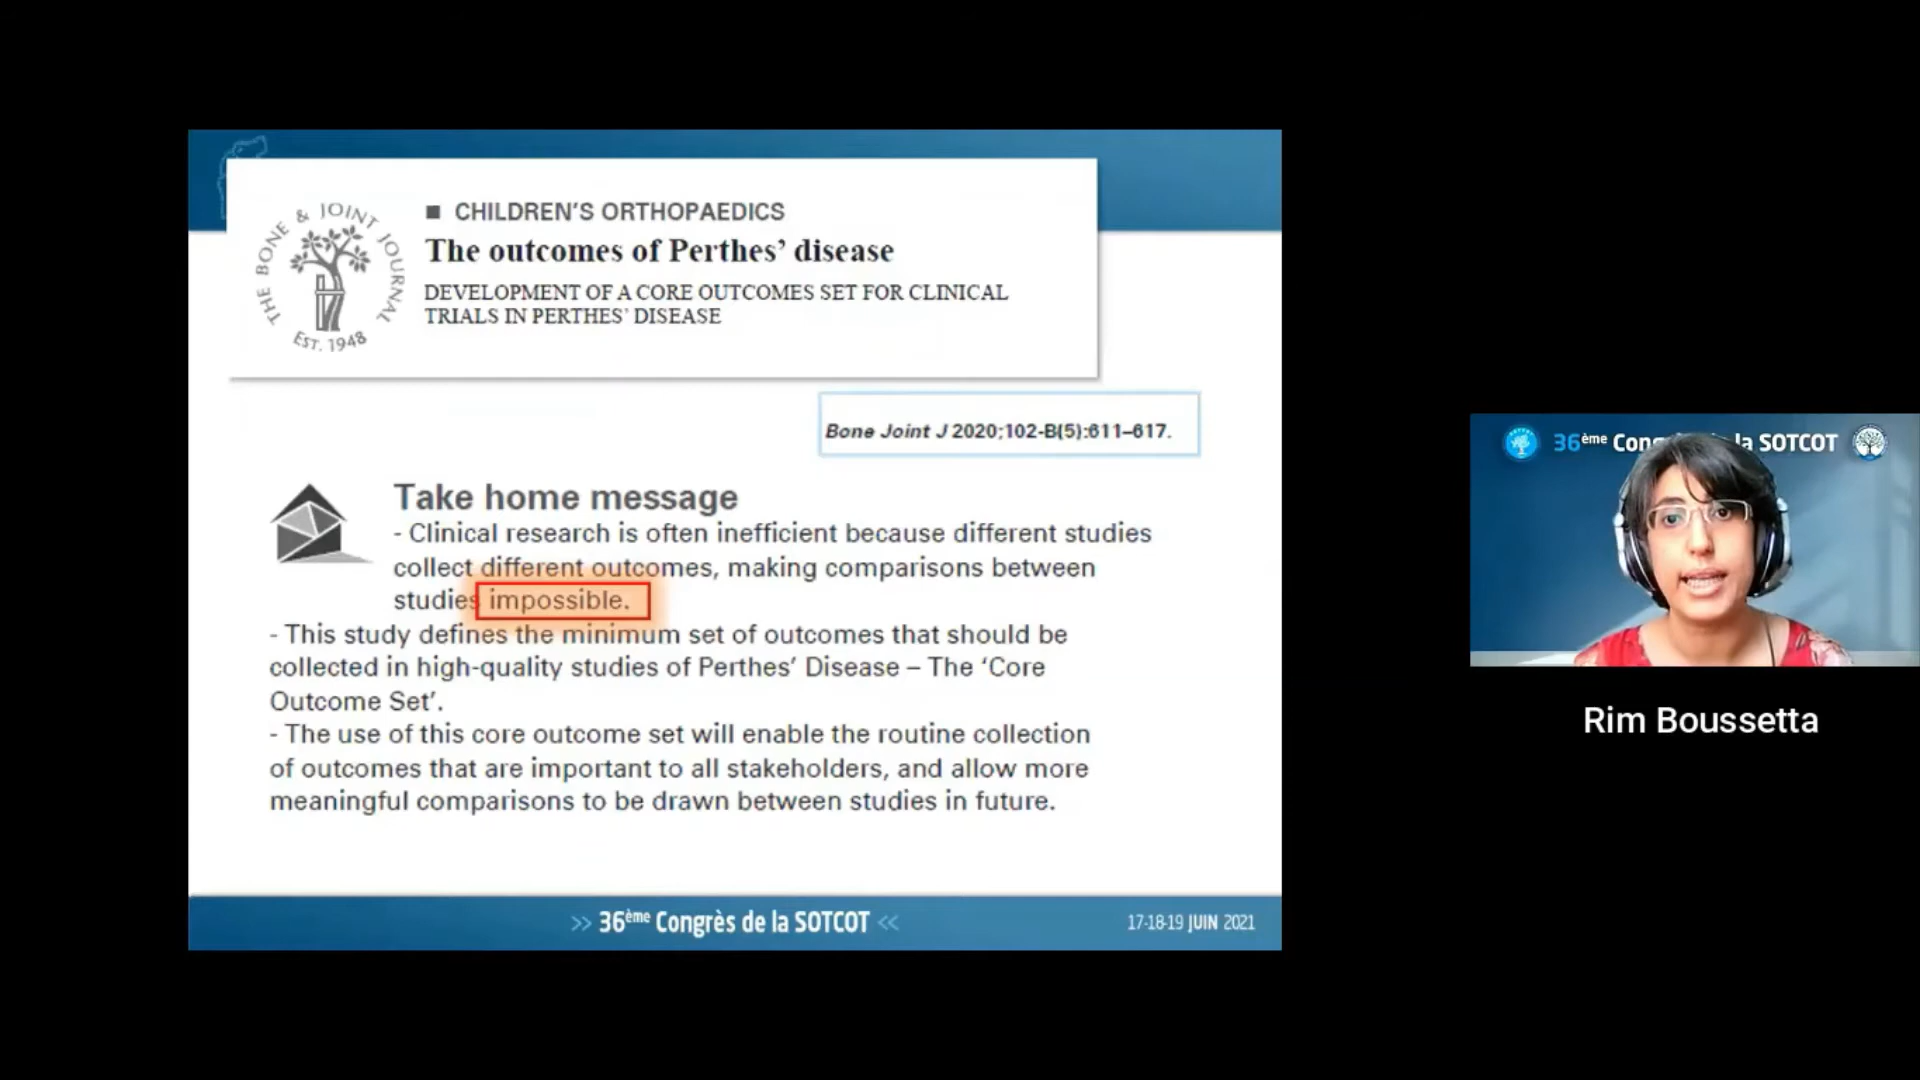 THE BONE & JOINT JOURNAL
EST. 1948
■ CHILDREN'S ORTHOPAEDICS
The outcomes of Perthes' disease
DEVELOPMENT OF A CORE OUTCOMES SET FOR CLINICAL
TRIALS IN PERTHES' DISEASE
Bone Joint J 2020;102-B(5):611–617.
Take home message
- Clinical research is often inefficient because different studies
collect different outcomes, making comparisons between
studies impossible.
- This study defines the minimum set of outcomes that should be
collected in high-quality studies of Perthes' Disease – The 'Core
Outcome Set'.
- The use of this core outcome set will enable the routine collection
of outcomes that are important to all stakeholders, and allow more
meaningful comparisons to be drawn between studies in future.
>> 36ème Congrès de la SOTCOT <<
17-18-19 JUIN 2021
36ème Con la SOTCOT
Rim Boussetta